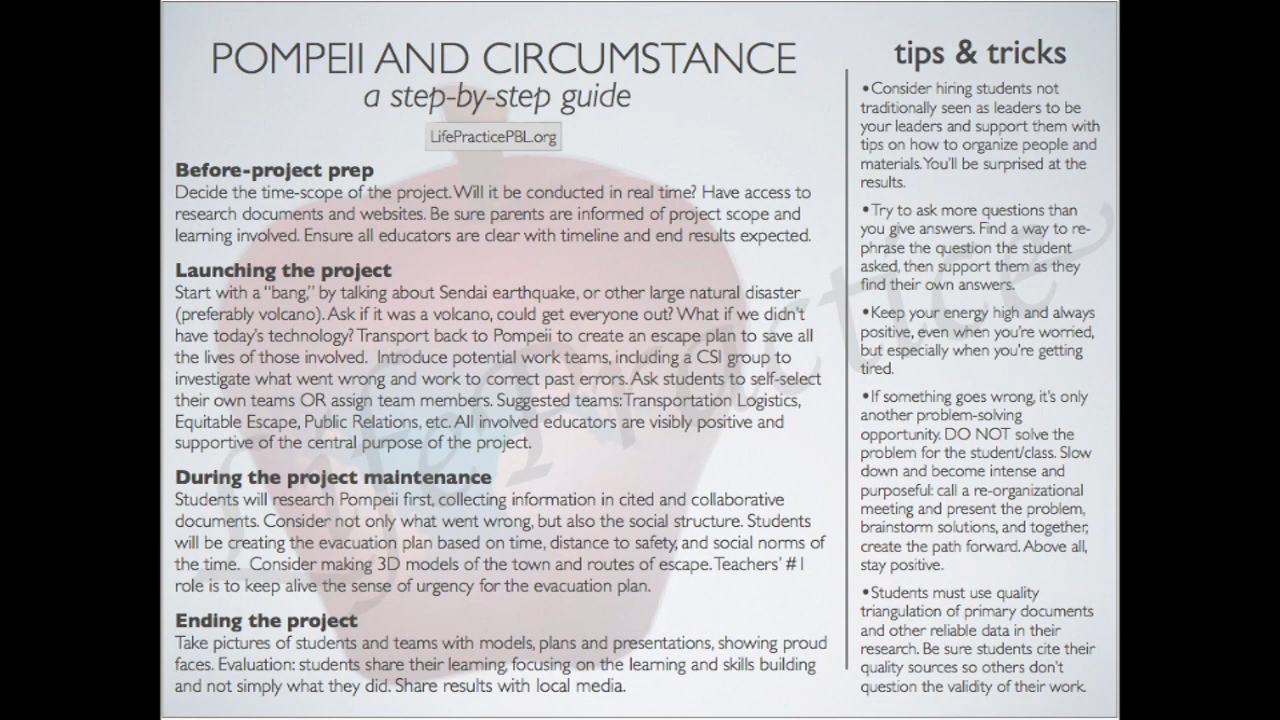 POMPEII AND CIRCUMSTANCE
a step-by-step guide
LifePracticePBL.org
Before-project prep
Decide the time-scope of the project. Will it be conducted in real time? Have access to
research documents and websites. Be sure parents are informed of project scope and
learning involved. Ensure all educators are clear with timeline and end results expected.
Launching the project
Start with a "bang," by talking about Sendai earthquake, or other large natural disaster
(preferably volcano). Ask if it was a volcano, could get everyone out? What if we didn't
have today's technology? Transport back to Pompeii to create an escape plan to save all
the lives of those involved.  Introduce potential work teams, including a CSI group to
investigate what went wrong and work to correct past errors. Ask students to self-select
their own teams OR assign team members. Suggested teams: Transportation Logistics,
Equitable Escape, Public Relations, etc. All involved educators are visibly positive and
supportive of the central purpose of the project.
During the project maintenance
Students will research Pompeii first, collecting information in cited and collaborative
documents. Consider not only what went wrong, but also the social structure. Students
will be creating the evacuation plan based on time, distance to safety, and social norms of
the time.  Consider making 3D models of the town and routes of escape. Teachers' #1
role is to keep alive the sense of urgency for the evacuation plan.
Ending the project
Take pictures of students and teams with models, plans and presentations, showing proud
faces. Evaluation: students share their learning, focusing on the learning and skills building
and not simply what they did. Share results with local media.
tips & tricks
•Consider hiring students not
traditionally seen as leaders to be
your leaders and support them with
tips on how to organize people and
materials. You'll be surprised at the
results.
•Try to ask more questions than
you give answers. Find a way to re-
phrase the question the student
asked, then support them as they
find their own answers.
•Keep your energy high and always
positive, even when you're worried,
but especially when you're getting
tired.
•If something goes wrong, it's only
another problem-solving
opportunity. DO NOT solve the
problem for the student/class. Slow
down and become intense and
purposeful: call a re-organizational
meeting and present the problem,
brainstorm solutions, and together,
create the path forward. Above all,
stay positive.
•Students must use quality
triangulation of primary documents
and other reliable data in their
research. Be sure students cite their
quality sources so others don't
question the validity of their work.
LifePractice